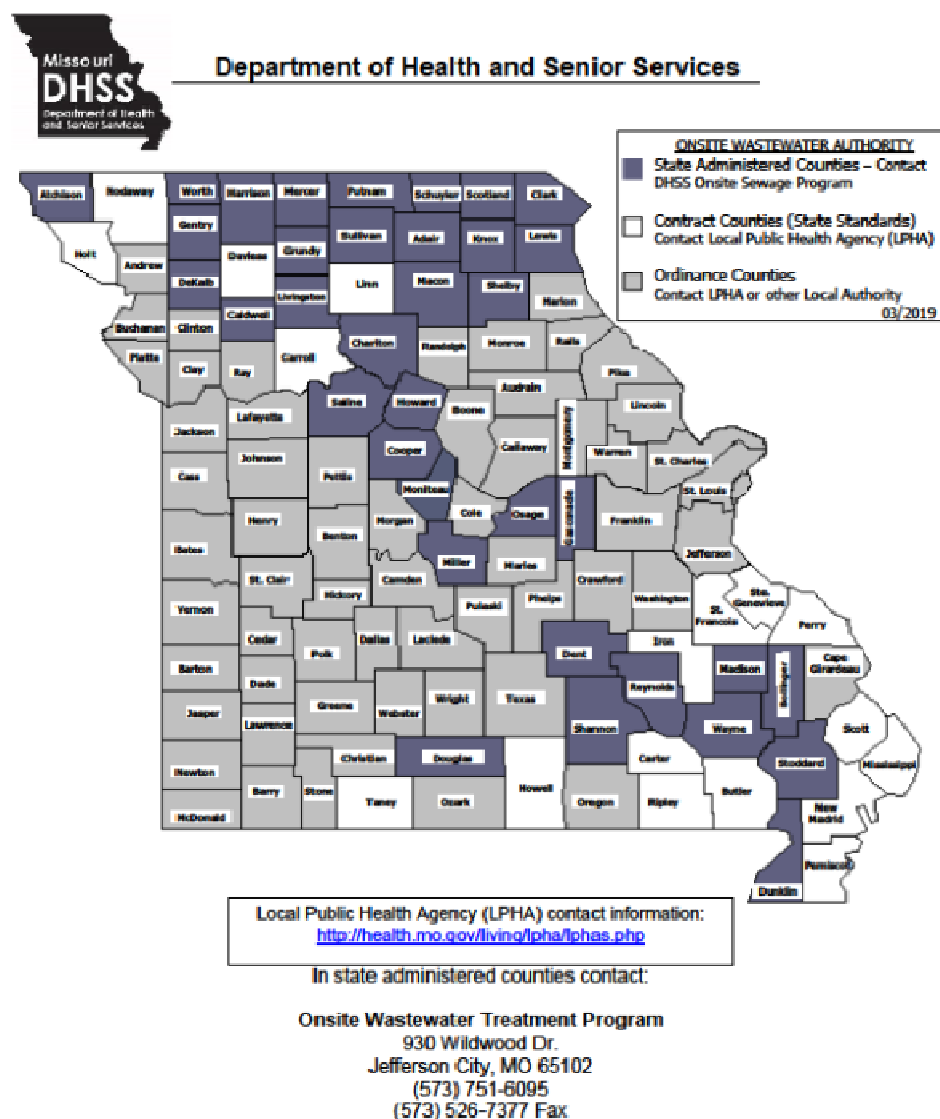 Missouri
DHSS
Department of Health
and Senior Services
Department of Health and Senior Services
ONSITE WASTEWATER AUTHORITY
State Administered Counties – Contact
DHSS Onsite Sewage Program
Contract Counties (State Standards)
Contact Local Public Health Agency (LPHA)
Ordinance Counties
Contact LPHA or other Local Authority
03/2019
Atchison
Nodaway
Worth
Harrison
Mercer
Putnam
Schuyler
Scotland
Clark
Gentry
Sullivan
Adair
Knox
Lewis
Holt
Andrew
Daviess
Grundy
DeKalb
Linn
Macon
Shelby
Marion
Livingston
Caldwell
Buchanan
Clinton
Chariton
Randolph
Monroe
Ralls
Platte
Clay
Ray
Carroll
Pike
Audrain
Saline
Howard
Boone
Lincoln
Jackson
Lafayette
Callaway
Montgomery
Warren
St. Charles
Cooper
Johnson
Cass
Pettis
Moniteau
St. Louis
Cole
Osage
Gasconade
Franklin
Henry
Morgan
Benton
Bates
Jefferson
Miller
Maries
St. Clair
Camden
Crawford
Hickory
Pulaski
Phelps
Washington
Ste.
Genevieve
St.
Francois
Vernon
Perry
Cedar
Polk
Dallas
Laclede
Dent
Iron
Madison
Bollinger
Cape
Girardeau
Barton
Dade
Reynolds
Greene
Webster
Wright
Texas
Jasper
Lawrence
Shannon
Wayne
Scott
Christian
Douglas
Carter
Stoddard
Mississippi
Newton
Barry
Stone
Taney
Ozark
Howell
Oregon
Ripley
Butler
New
Madrid
McDonald
Pemiscot
Dunklin
Local Public Health Agency (LPHA) contact information:
http://health.mo.gov/living/lpha/lphas.php
In state administered counties contact:
Onsite Wastewater Treatment Program
930 Wildwood Dr.
Jefferson City, MO 65102
(573) 751-6095
(573) 526-7377 Fax